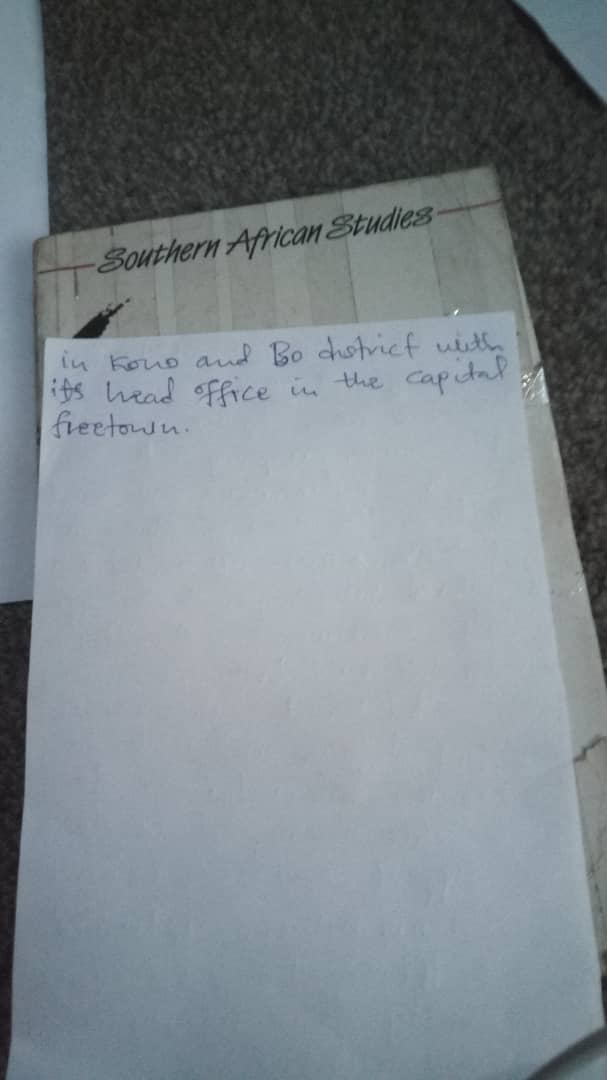 Southern African Studies
in Kono and Bo district with
its head office in the capital
freetown.